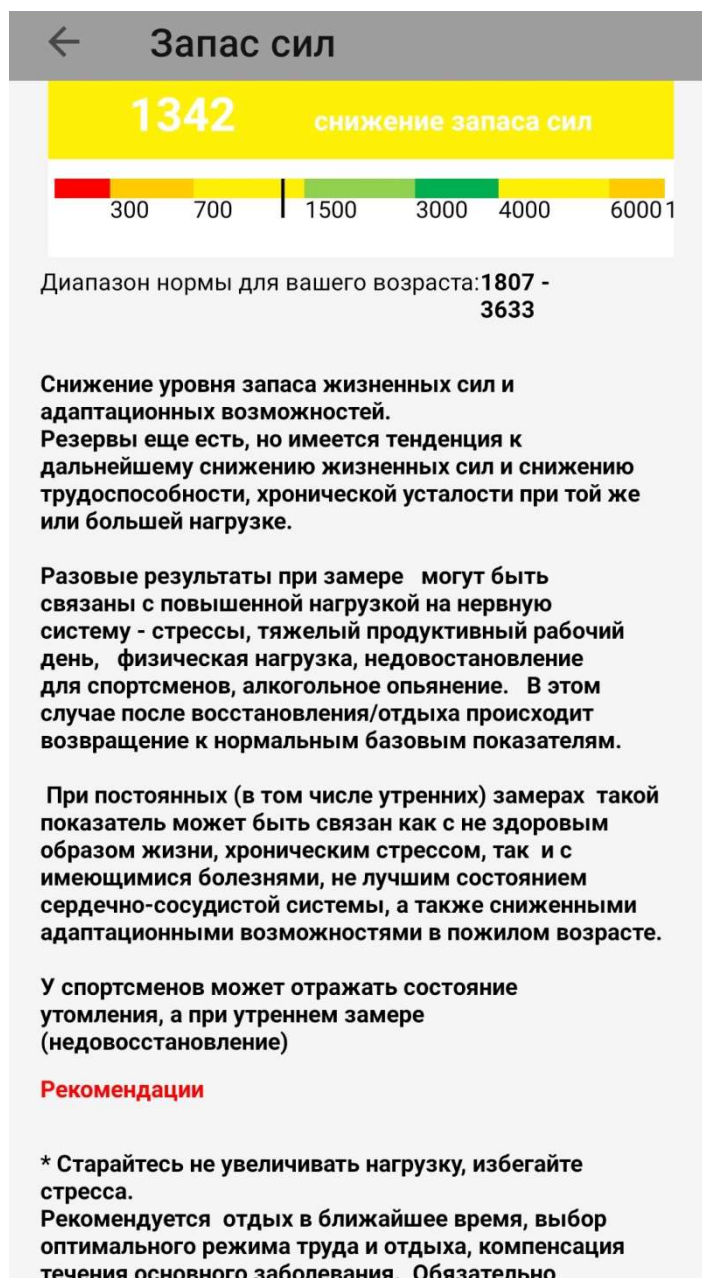 Запас сил
1342 снижение запаса сил
300 700 1500 3000 4000 6000 1
Диапазон нормы для вашего возраста: 1807 -
3633
Снижение уровня запаса жизненных сил и
адаптационных возможностей.
Резервы еще есть, но имеется тенденция к
дальнейшему снижению жизненных сил и снижению
трудоспособности, хронической усталости при той же
или большей нагрузке.
Разовые результаты при замере могут быть
связаны с повышенной нагрузкой на нервную
систему - стрессы, тяжелый продуктивный рабочий
день, физическая нагрузка, недовостановление
для спортсменов, алкогольное опьянение. В этом
случае после восстановления/отдыха происходит
возвращение к нормальным базовым показателям.
При постоянных (в том числе утренних) замерах такой
показатель может быть связан как с не здоровым
образом жизни, хроническим стрессом, так и с
имеющимися болезнями, не лучшим состоянием
сердечно-сосудистой системы, а также сниженными
адаптационными возможностями в пожилом возрасте.
У спортсменов может отражать состояние
утомления, а при утреннем замере
(недовосстановление)
Рекомендации
* Старайтесь не увеличивать нагрузку, избегайте
стресса.
Рекомендуется отдых в ближайшее время, выбор
оптимального режима труда и отдыха, компенсация
течения основного заболевания. Обязательно